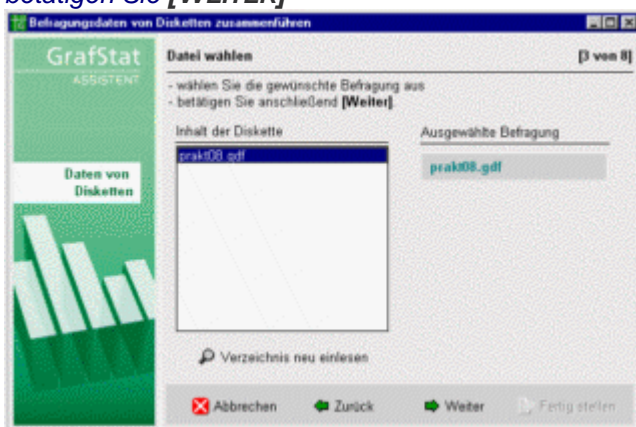 betätigen Sie [WEITER]
Befragungsdaten von Disketten zusammenführen
GrafStat
ASSISTENT
Datei wählen
[3 von 8]
- wählen Sie die gewünschte Befragung aus
- betätigen Sie anschließend [Weiter].
Inhalt der Diskette
Ausgewählte Befragung
prakt08.gdf
prakt08.gdf
Daten von
Disketten
Verzeichnis neu einlesen
Abbrechen
Zurück
Weiter
Fertig stellen